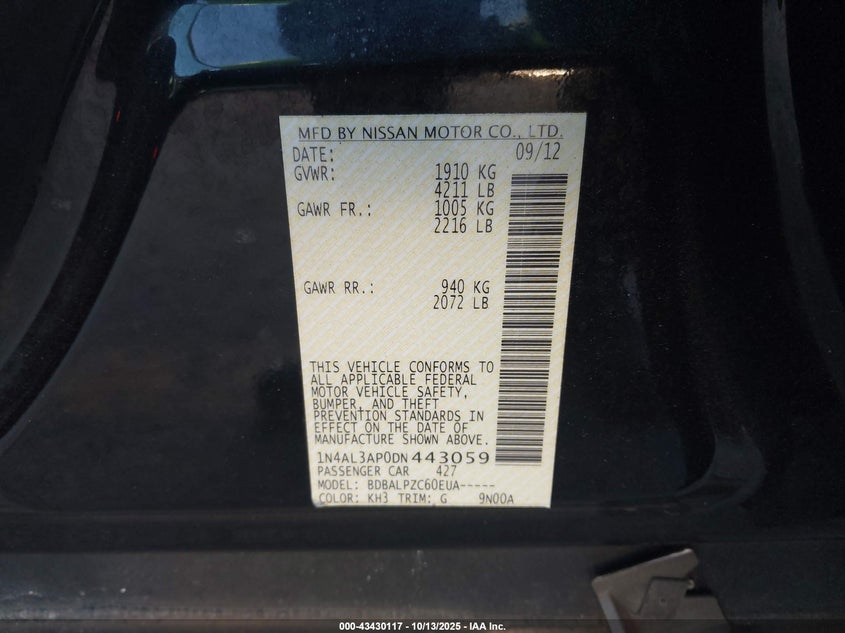 MFD BY NISSAN MOTOR CO., LTD.
DATE: 09/12
GVWR: 1910 KG
4211 LB
GAWR FR.: 1005 KG
2216 LB
GAWR RR.: 940 KG
2072 LB
THIS VEHICLE CONFORMS TO
ALL APPLICABLE FEDERAL
MOTOR VEHICLE SAFETY,
BUMPER, AND THEFT
PREVENTION STANDARDS IN
EFFECT ON THE DATE OF
MANUFACTURE SHOWN ABOVE.
1N4AL3AP0DN443059
PASSENGER CAR 427
MODEL: BDBALPZC60EUA-----
COLOR: KH3 TRIM: G 9N00A
000-43430117 - 10/13/2025 - IAA Inc.